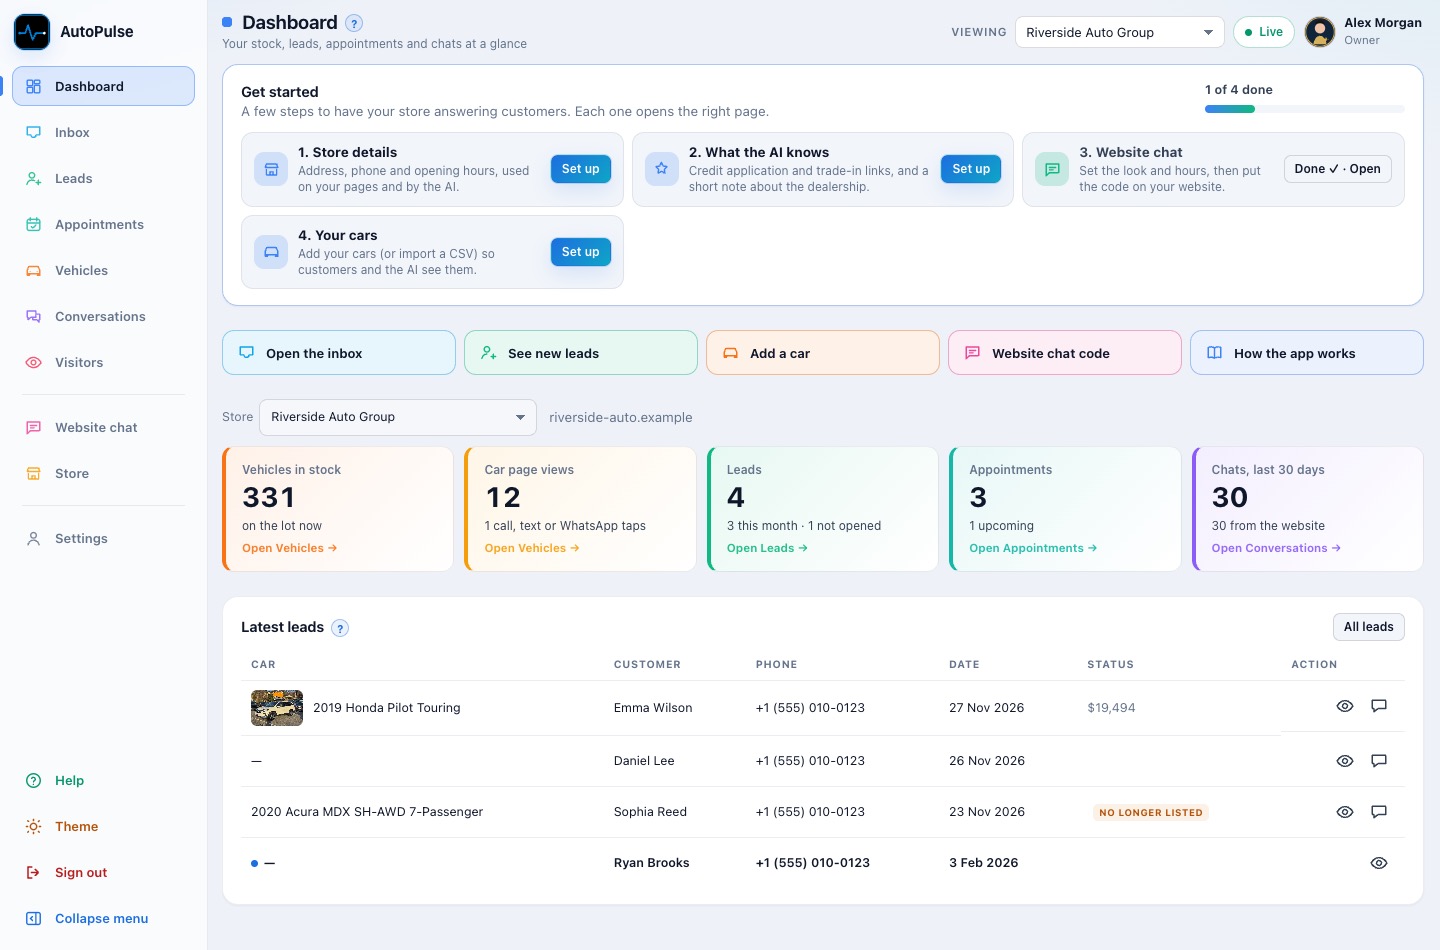 AutoPulse
Dashboard
Inbox
Leads
Appointments
Vehicles
Conversations
Visitors
Website chat
Store
Settings
Help
Theme
Sign out
Collapse menu
Dashboard ?
Your stock, leads, appointments and chats at a glance
VIEWING Riverside Auto Group
Live
Alex Morgan
Owner
Get started
A few steps to have your store answering customers. Each one opens the right page.
1 of 4 done
1. Store details
Address, phone and opening hours, used
on your pages and by the AI.
Set up
2. What the AI knows
Credit application and trade-in links, and a
short note about the dealership.
Set up
3. Website chat
Set the look and hours, then put
the code on your website.
Done ✓ · Open
4. Your cars
Add your cars (or import a CSV) so
customers and the AI see them.
Set up
Open the inbox
See new leads
Add a car
Website chat code
How the app works
Store Riverside Auto Group riverside-auto.example
Vehicles in stock
331
on the lot now
Open Vehicles →
Car page views
12
1 call, text or WhatsApp taps
Open Vehicles →
Leads
4
3 this month · 1 not opened
Open Leads →
Appointments
3
1 upcoming
Open Appointments →
Chats, last 30 days
30
30 from the website
Open Conversations →
Latest leads ?
All leads
CAR CUSTOMER PHONE DATE STATUS ACTION
2019 Honda Pilot Touring Emma Wilson +1 (555) 010-0123 27 Nov 2026 $19,494
— Daniel Lee +1 (555) 010-0123 26 Nov 2026
2020 Acura MDX SH-AWD 7-Passenger Sophia Reed +1 (555) 010-0123 23 Nov 2026 NO LONGER LISTED
— Ryan Brooks +1 (555) 010-0123 3 Feb 2026